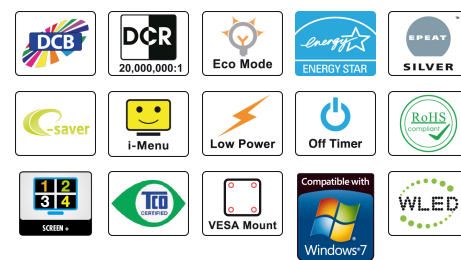 DCB
DCR
20,000,000:1
Eco Mode
energy
ENERGY STAR
EPEAT
SILVER
e-saver
i-Menu
Low Power
Off Timer
RoHS
compliant
1 2
3 4
SCREEN +
TCO
CERTIFIED
VESA Mount
Compatible with
Windows 7
WLED